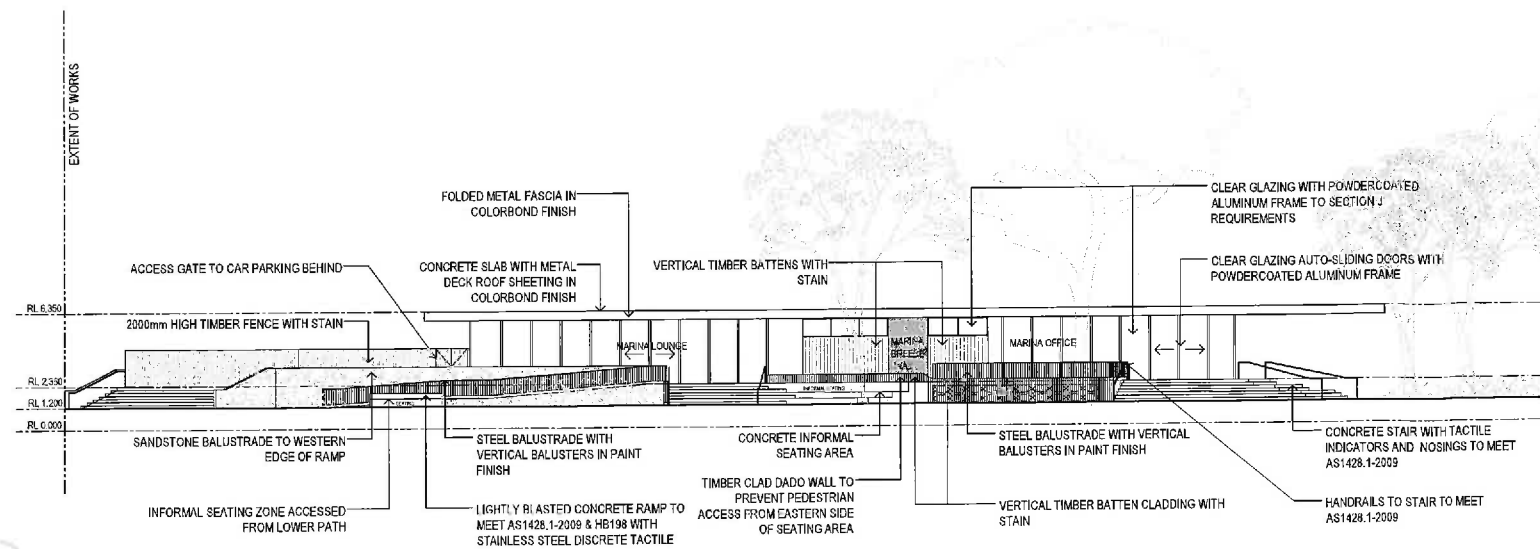 EXTENT OF WORKS
FOLDED METAL FASCIA IN
COLORBOND FINISH
CLEAR GLAZING WITH POWDERCOATED
ALUMINUM FRAME TO SECTION J
REQUIREMENTS
ACCESS GATE TO CAR PARKING BEHIND
CONCRETE SLAB WITH METAL
DECK ROOF SHEETING IN
COLORBOND FINISH
VERTICAL TIMBER BATTENS WITH
STAIN
CLEAR GLAZING AUTO-SLIDING DOORS WITH
POWDERCOATED ALUMINUM FRAME
RL 6,350
2000mm HIGH TIMBER FENCE WITH STAIN
MARINA LOUNGE
MARINA
MARINA OFFICE
RL 2,350
INFORMAL SEATING
RL 1,200
SEATING
RL 0,000
SANDSTONE BALUSTRADE TO WESTERN
EDGE OF RAMP
STEEL BALUSTRADE WITH
VERTICAL BALUSTERS IN PAINT
FINISH
CONCRETE INFORMAL
SEATING AREA
STEEL BALUSTRADE WITH VERTICAL
BALUSTERS IN PAINT FINISH
CONCRETE STAIR WITH TACTILE
INDICATORS AND NOSINGS TO MEET
AS1428.1-2009
INFORMAL SEATING ZONE ACCESSED
FROM LOWER PATH
LIGHTLY BLASTED CONCRETE RAMP TO
MEET AS1428.1-2009 & HB198 WITH
STAINLESS STEEL DISCRETE TACTILE
TIMBER CLAD DADO WALL TO
PREVENT PEDESTRIAN
ACCESS FROM EASTERN SIDE
OF SEATING AREA
VERTICAL TIMBER BATTEN CLADDING WITH
STAIN
HANDRAILS TO STAIR TO MEET
AS1428.1-2009